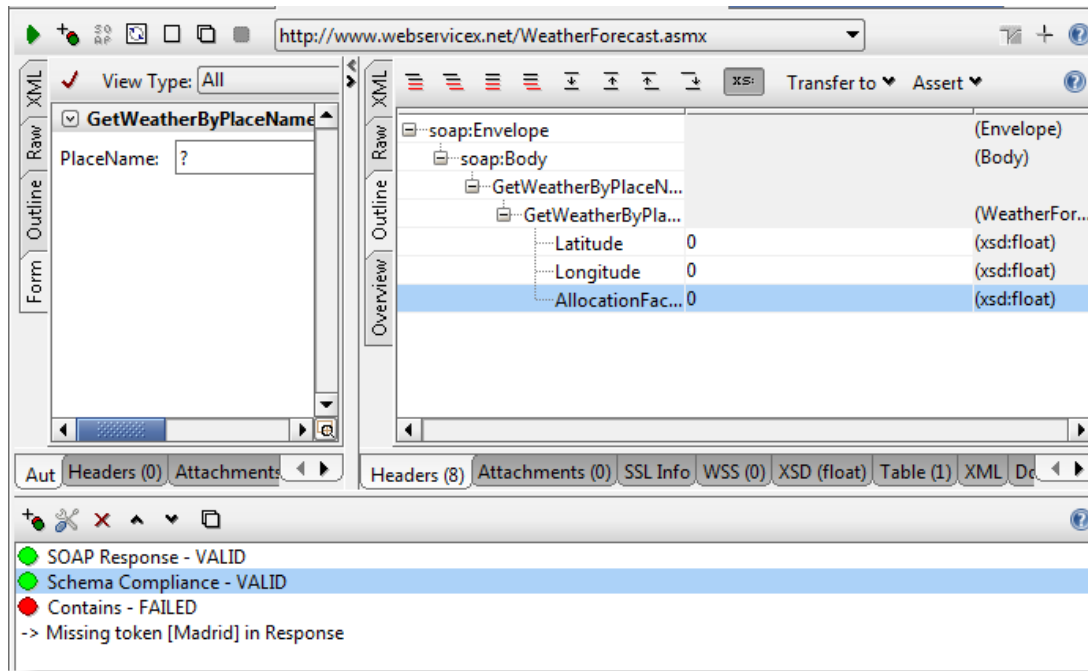 SO AP
http://www.webservicex.net/WeatherForecast.asmx
XML
Raw
Outline
Form
View Type: All
GetWeatherByPlaceName
PlaceName: ?
XML
Raw
Outline
Overview
XS:
Transfer to
Assert
soap:Envelope (Envelope)
soap:Body (Body)
GetWeatherByPlaceN...
GetWeatherByPla... (WeatherFor...
Latitude 0 (xsd:float)
Longitude 0 (xsd:float)
AllocationFac... 0 (xsd:float)
Aut Headers (0) Attachments
Headers (8) Attachments (0) SSL Info WSS (0) XSD (float) Table (1) XML Do
SOAP Response - VALID
Schema Compliance - VALID
Contains - FAILED
-> Missing token [Madrid] in Response